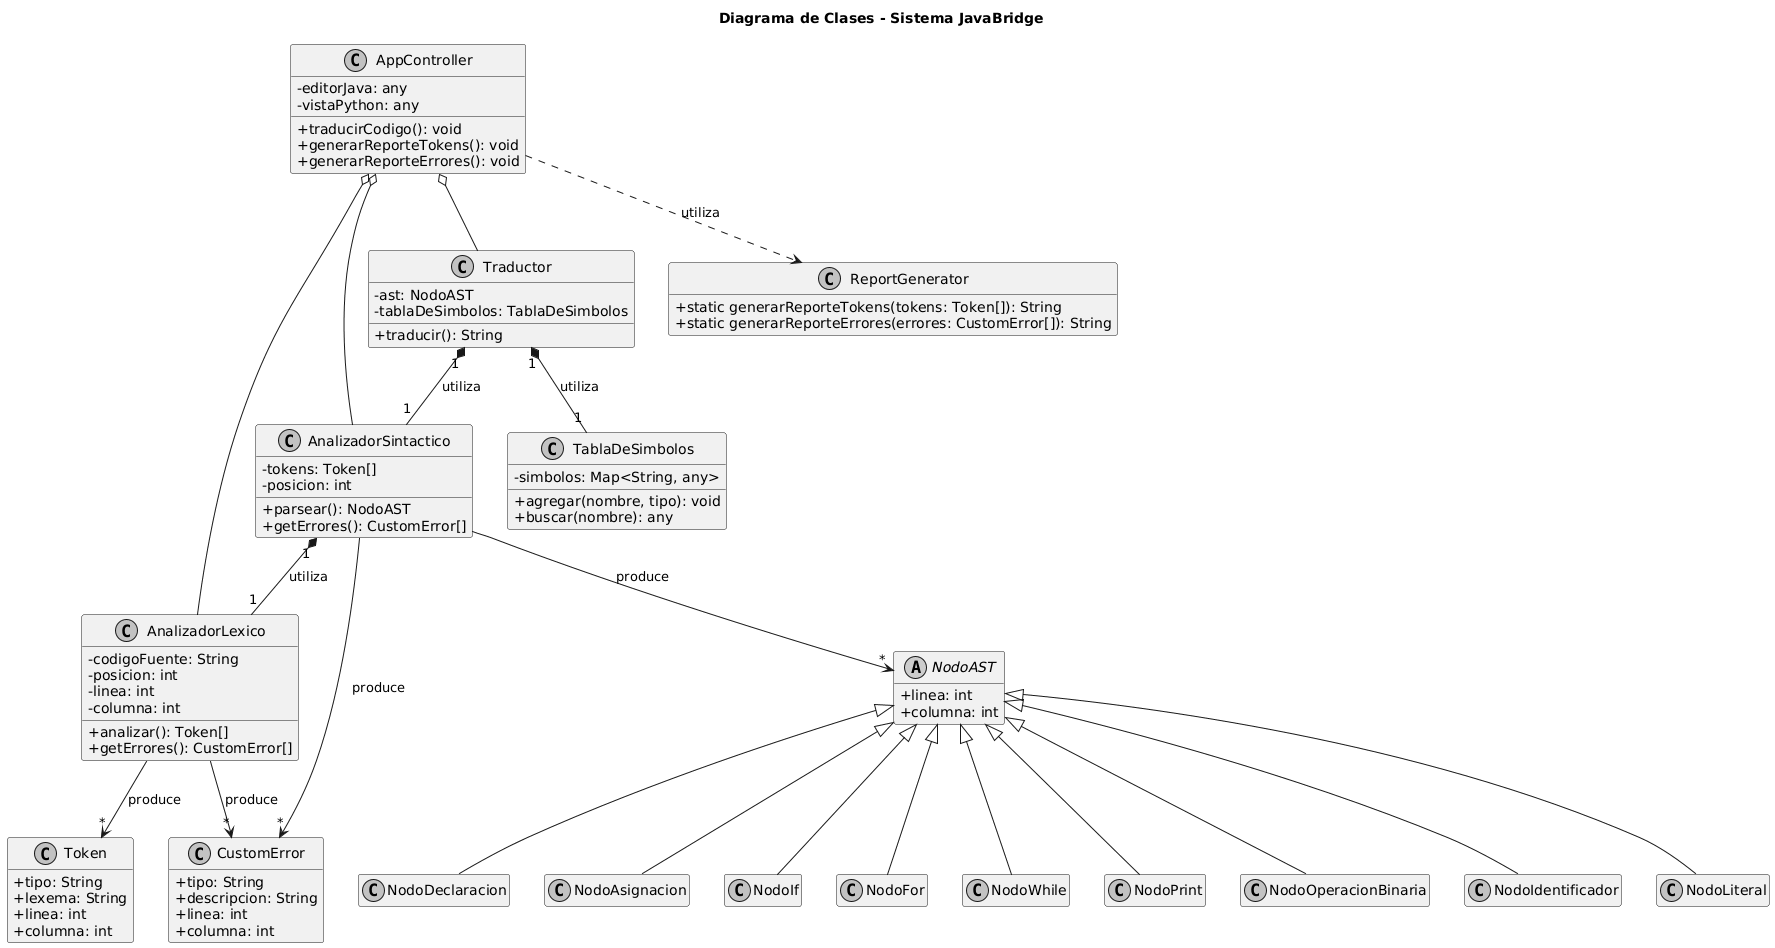 Diagrama de Clases - Sistema JavaBridge
C AppController
-editorJava: any
-vistaPython: any
+traducirCodigo(): void
+generarReporteTokens(): void
+generarReporteErrores(): void
utiliza
C Traductor
-ast: NodoAST
-tablaDeSimbolos: TablaDeSimbolos
+traducir(): String
C ReportGenerator
+static generarReporteTokens(tokens: Token[]): String
+static generarReporteErrores(errores: CustomError[]): String
1
1
utiliza
utiliza
1
1
C AnalizadorSintactico
-tokens: Token[]
-posicion: int
+parsear(): NodoAST
+getErrores(): CustomError[]
C TablaDeSimbolos
-simbolos: Map<String, any>
+agregar(nombre, tipo): void
+buscar(nombre): any
1
utiliza
produce
1
C AnalizadorLexico
-codigoFuente: String
-posicion: int
-linea: int
-columna: int
+analizar(): Token[]
+getErrores(): CustomError[]
produce
*
A NodoAST
+linea: int
+columna: int
produce
produce
*
*
*
C Token
+tipo: String
+lexema: String
+linea: int
+columna: int
C CustomError
+tipo: String
+descripcion: String
+linea: int
+columna: int
C NodoDeclaracion
C NodoAsignacion
C NodoIf
C NodoFor
C NodoWhile
C NodoPrint
C NodoOperacionBinaria
C NodoIdentificador
C NodoLiteral